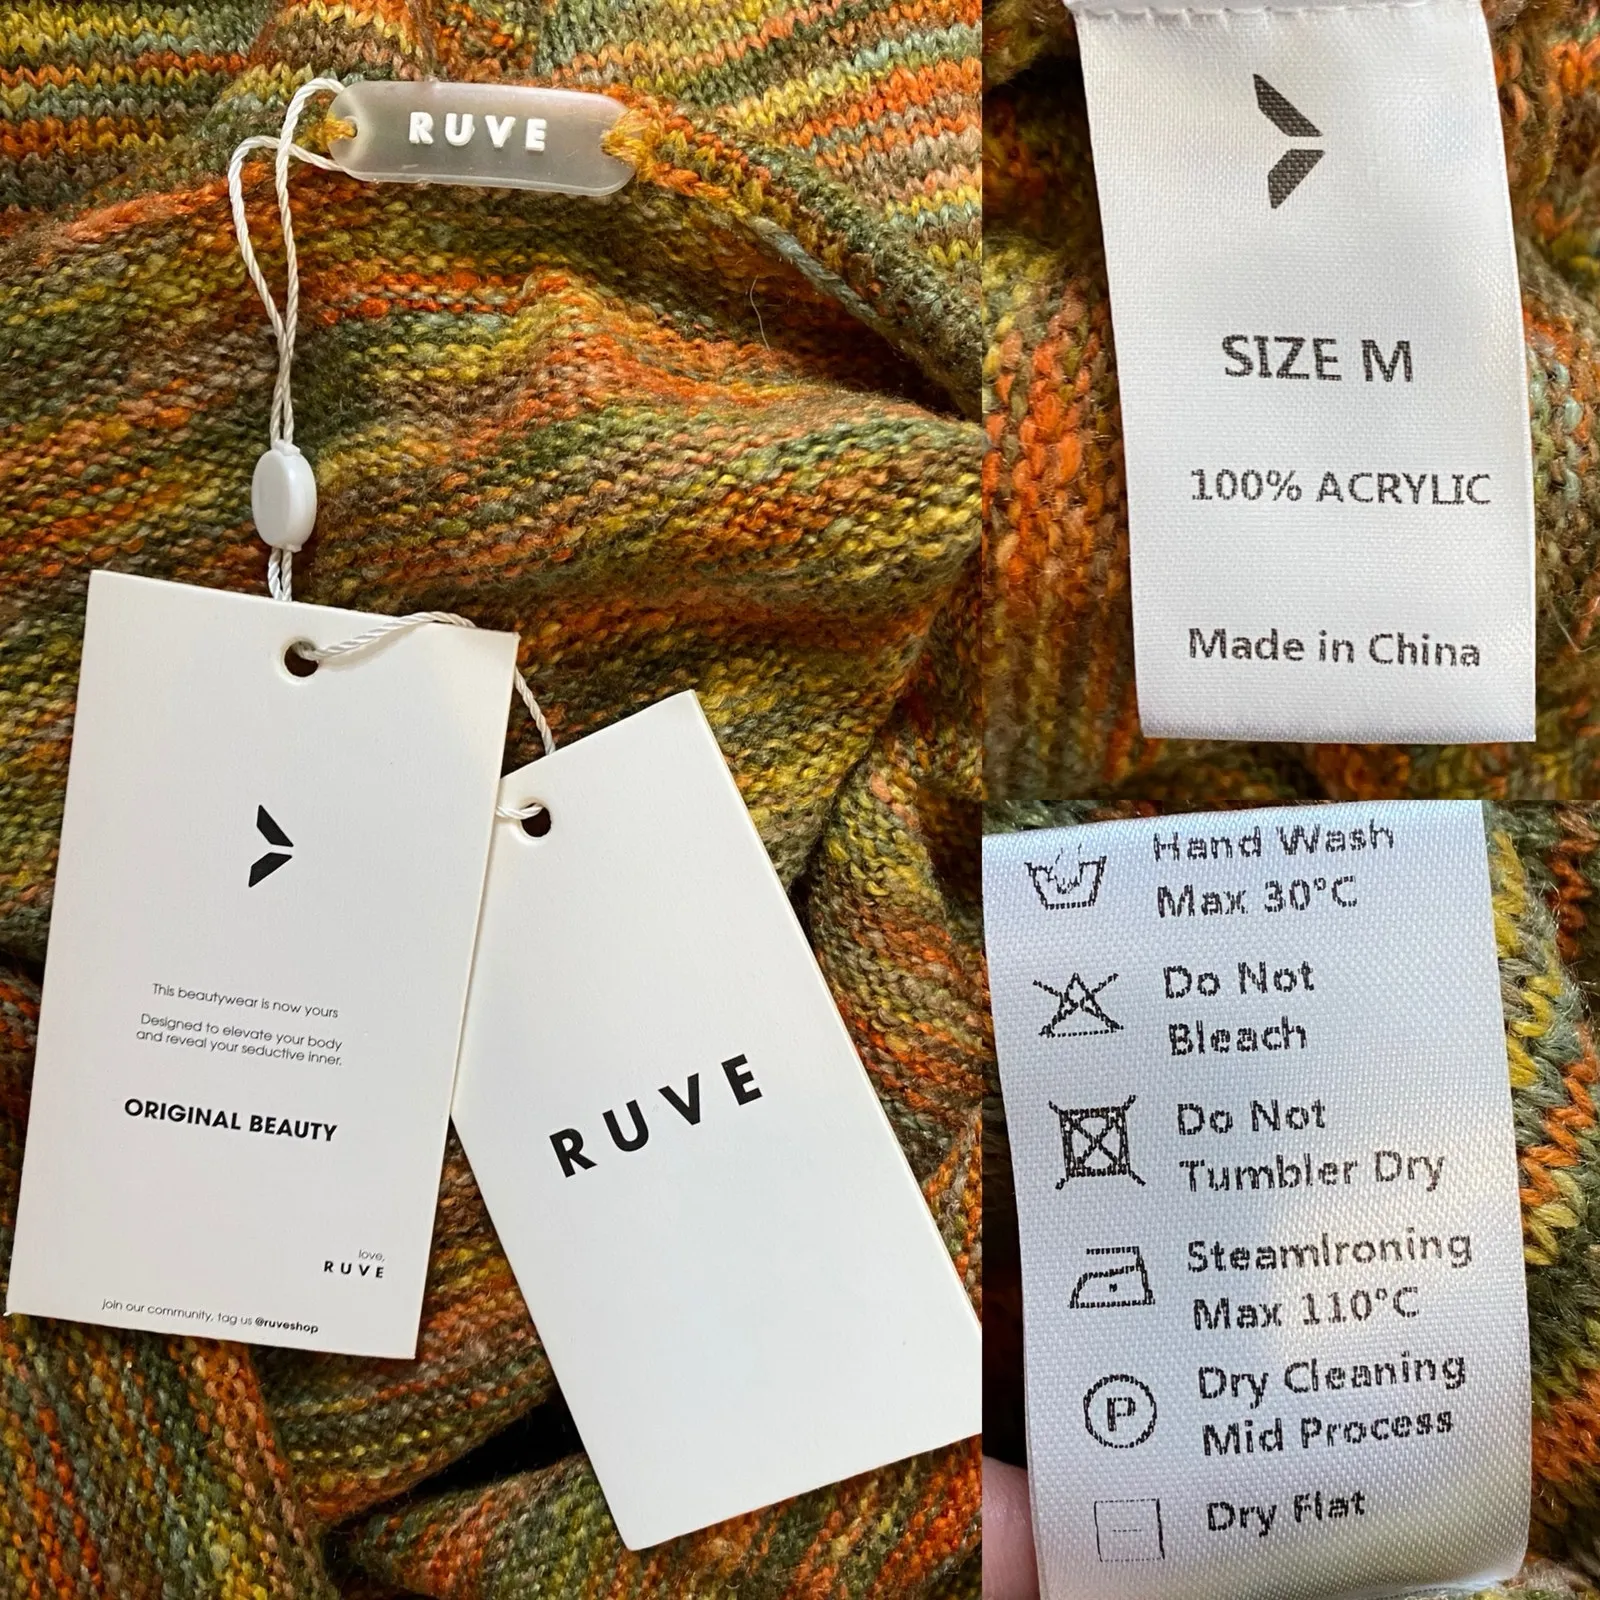 RUVE
This beautywear is now yours
Designed to elevate your body
and reveal your seductive inner.
ORIGINAL BEAUTY
love,
RUVE
join our community, tag us @ruveshop
RUVE
SIZE M
100% ACRYLIC
Made in China
Hand Wash
Max 30°C
Do Not
Bleach
Do Not
Tumbler Dry
SteamIroning
Max 110°C
P
Dry Cleaning
Mid Process
Dry Flat